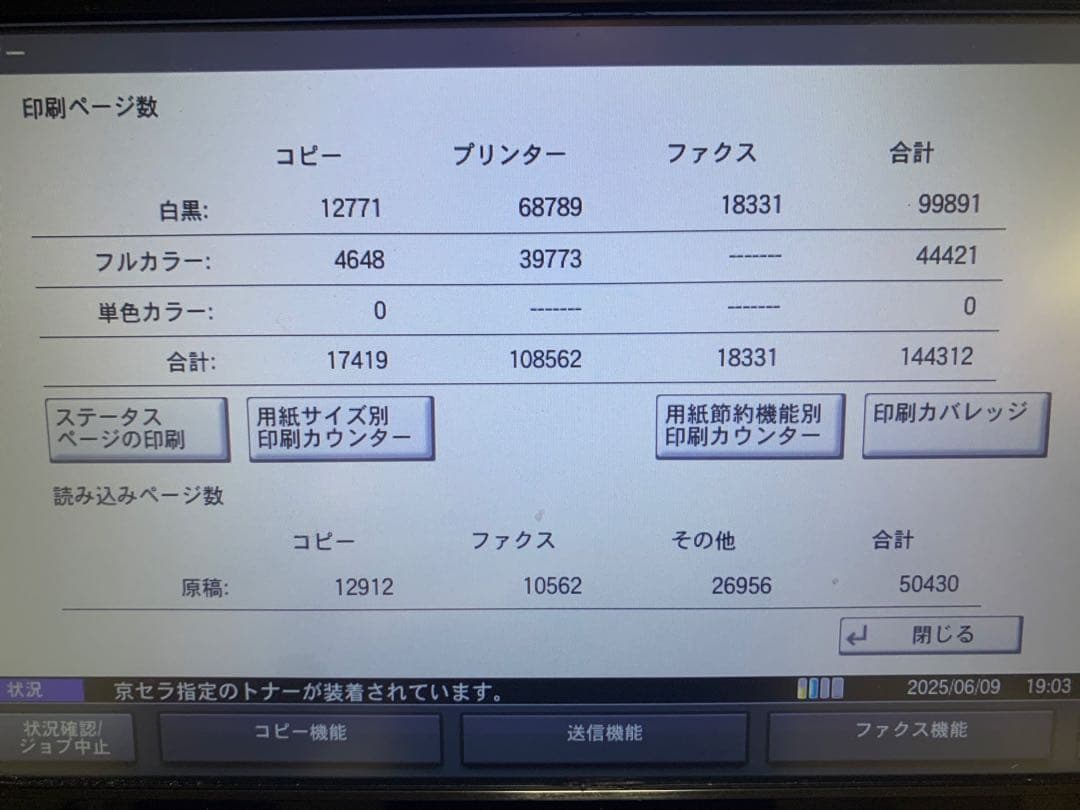 ー
印刷ページ数
コピー プリンター ファクス 合計
白黒: 12771 68789 18331 99891
フルカラー: 4648 39773 ------- 44421
単色カラー: 0 ------- ------- 0
合計: 17419 108562 18331 144312
ステータス
ページの印刷
用紙サイズ別
印刷カウンター
用紙節約機能別
印刷カウンター
印刷カバレッジ
読み込みページ数
コピー ファクス その他 合計
原稿: 12912 10562 26956 50430
閉じる
状況 京セラ指定のトナーが装着されています。 2025/06/09 19:03
状況確認/
ジョブ中止
コピー機能 送信機能 ファクス機能